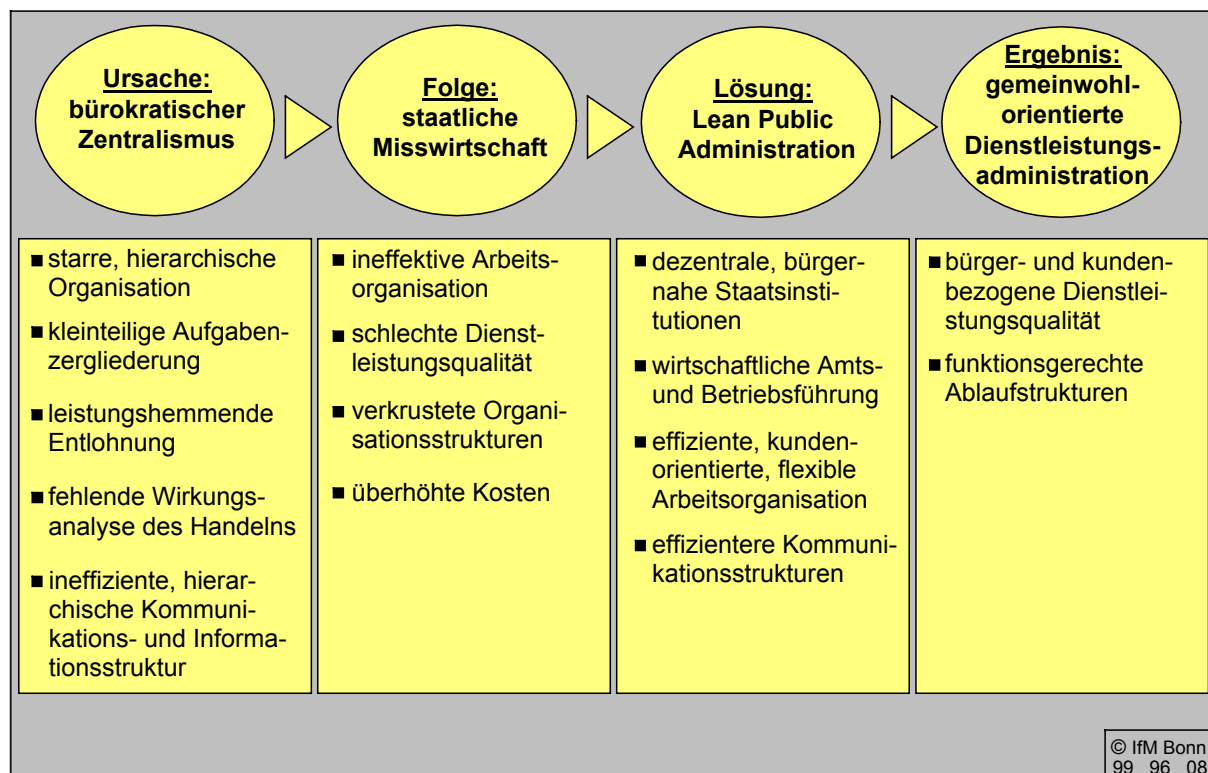 Ursache:
bürokratischer
Zentralismus
Folge:
staatliche
Misswirtschaft
Lösung:
Lean Public
Administration
Ergebnis:
gemeinwohl-
orientierte
Dienstleistungs-
administration
■ starre, hierarchische
Organisation
■ kleinteilige Aufgaben-
zergliederung
■ leistungshemmende
Entlohnung
■ fehlende Wirkungs-
analyse des Handelns
■ ineffiziente, hierar-
chische Kommuni-
kations- und Informa-
tionsstruktur
■ ineffektive Arbeits-
organisation
■ schlechte Dienst-
leistungsqualität
■ verkrustete Organi-
sationsstrukturen
■ überhöhte Kosten
■ dezentrale, bürger-
nahe Staatsinsti-
tutionen
■ wirtschaftliche Amts-
und Betriebsführung
■ effiziente, kunden-
orientierte, flexible
Arbeitsorganisation
■ effizientere Kommuni-
kationsstrukturen
■ bürger- und kunden-
bezogene Dienstlei-
stungsqualität
■ funktionsgerechte
Ablaufstrukturen
© IfM Bonn
99 96 08